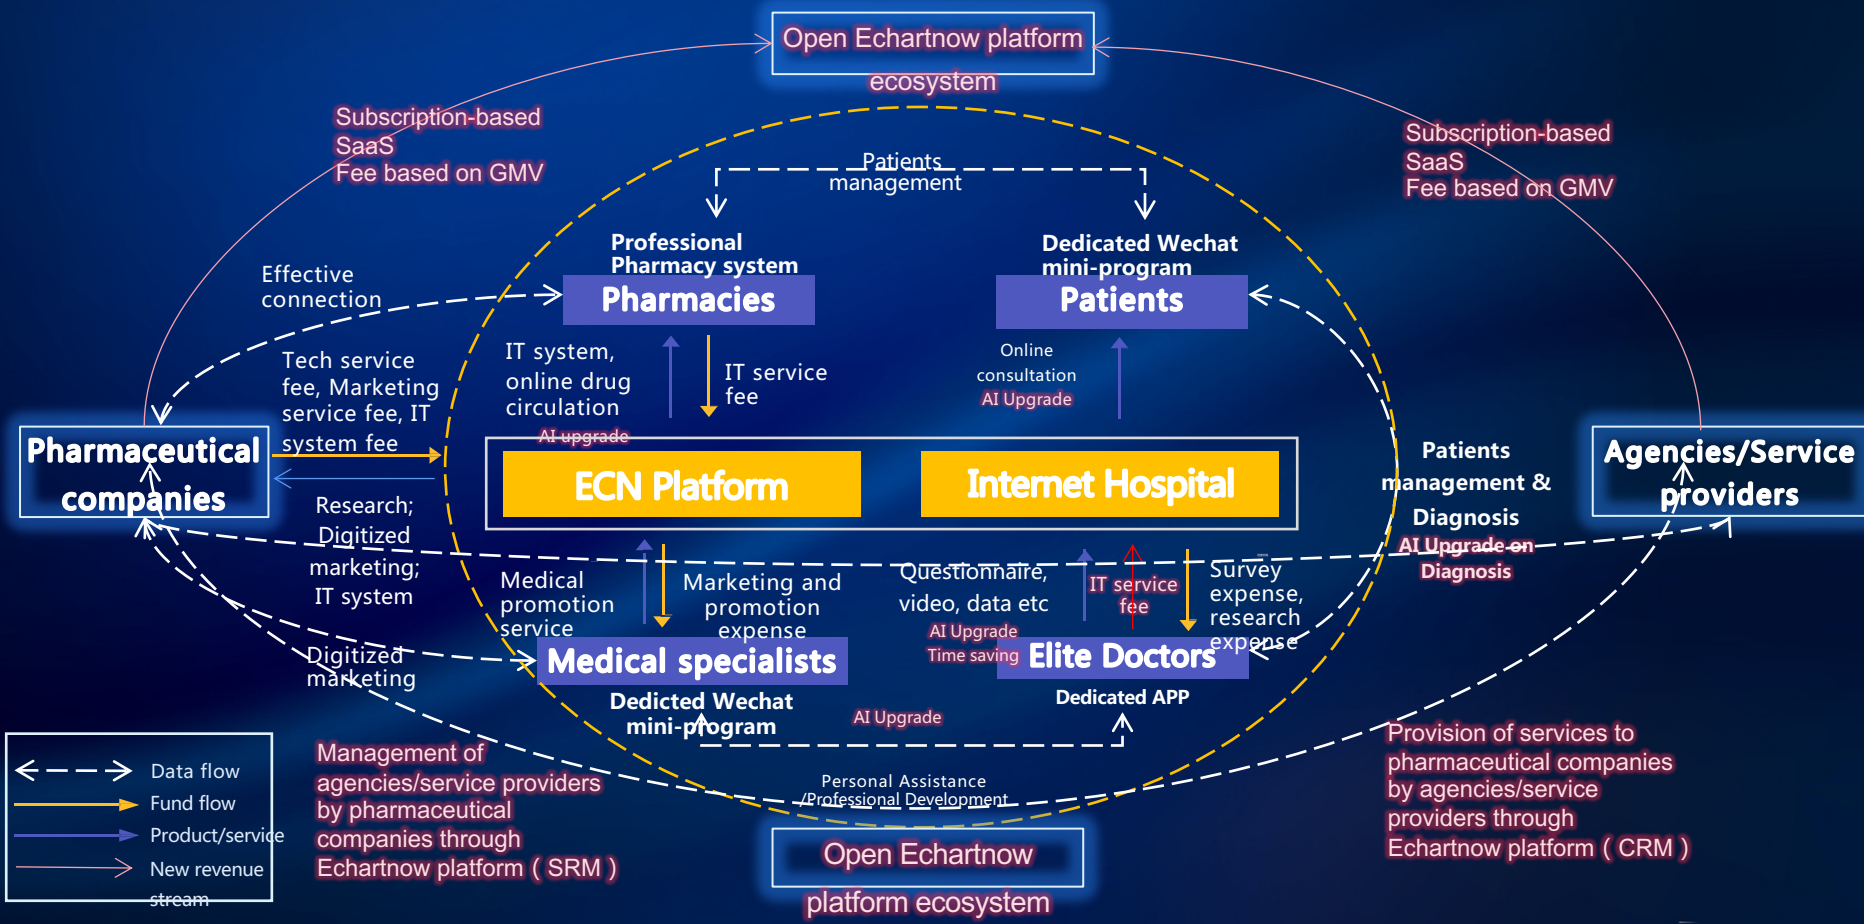 Open Echartnow platform
ecosystem
Subscription-based
SaaS
Fee based on GMV
Subscription-based
SaaS
Fee based on GMV
Patients
management
Professional
Pharmacy system
Pharmacies
Dedicated Wechat
mini-program
Patients
Effective
connection
Tech service
fee, Marketing
service fee, IT
system fee
IT system,
online drug
circulation
AI upgrade
IT service
fee
Online
consultation
AI Upgrade
Pharmaceutical
companies
ECN Platform
Internet Hospital
Patients
management &
Diagnosis
AI Upgrade on
Diagnosis
Agencies/Service
providers
Research;
Digitized
marketing;
IT system
Medical
promotion
service
Marketing and
promotion
expense
Questionnaire,
video, data etc
AI Upgrade
Time saving
IT service
fee
Survey
expense,
research
expense
Digitized
marketing
Medical specialists
Dedicted Wechat
mini-program
Elite Doctors
Dedicated APP
AI Upgrade
Personal Assistance
/Professional Development
Data flow
Fund flow
Product/service
New revenue
stream
Management of
agencies/service providers
by pharmaceutical
companies through
Echartnow platform ( SRM )
Provision of services to
pharmaceutical companies
by agencies/service
providers through
Echartnow platform ( CRM )
Open Echartnow
platform ecosystem